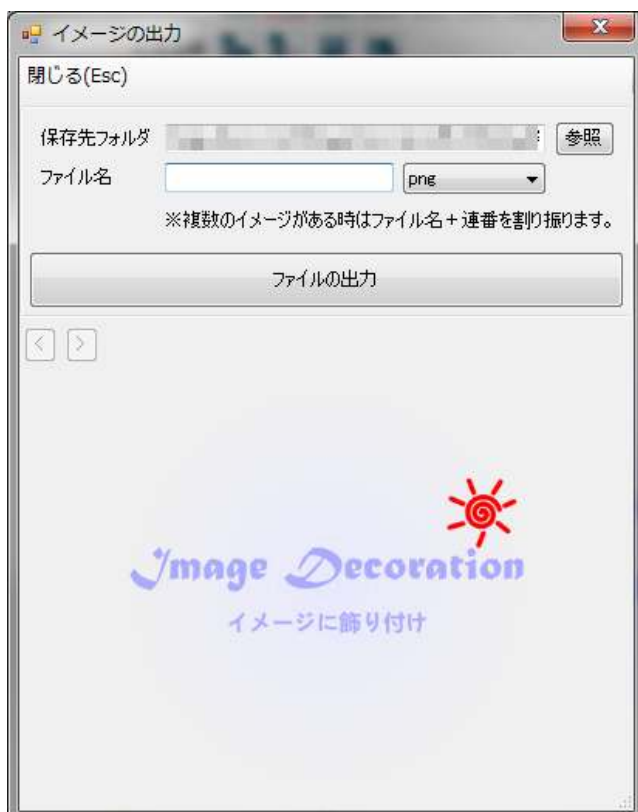 イメージの出力
閉じる(Esc)
保存先フォルダ 参照
ファイル名 png
※複数のイメージがある時はファイル名+連番を割り振ります。
ファイルの出力
< >
Image Decoration
イメージに飾り付け